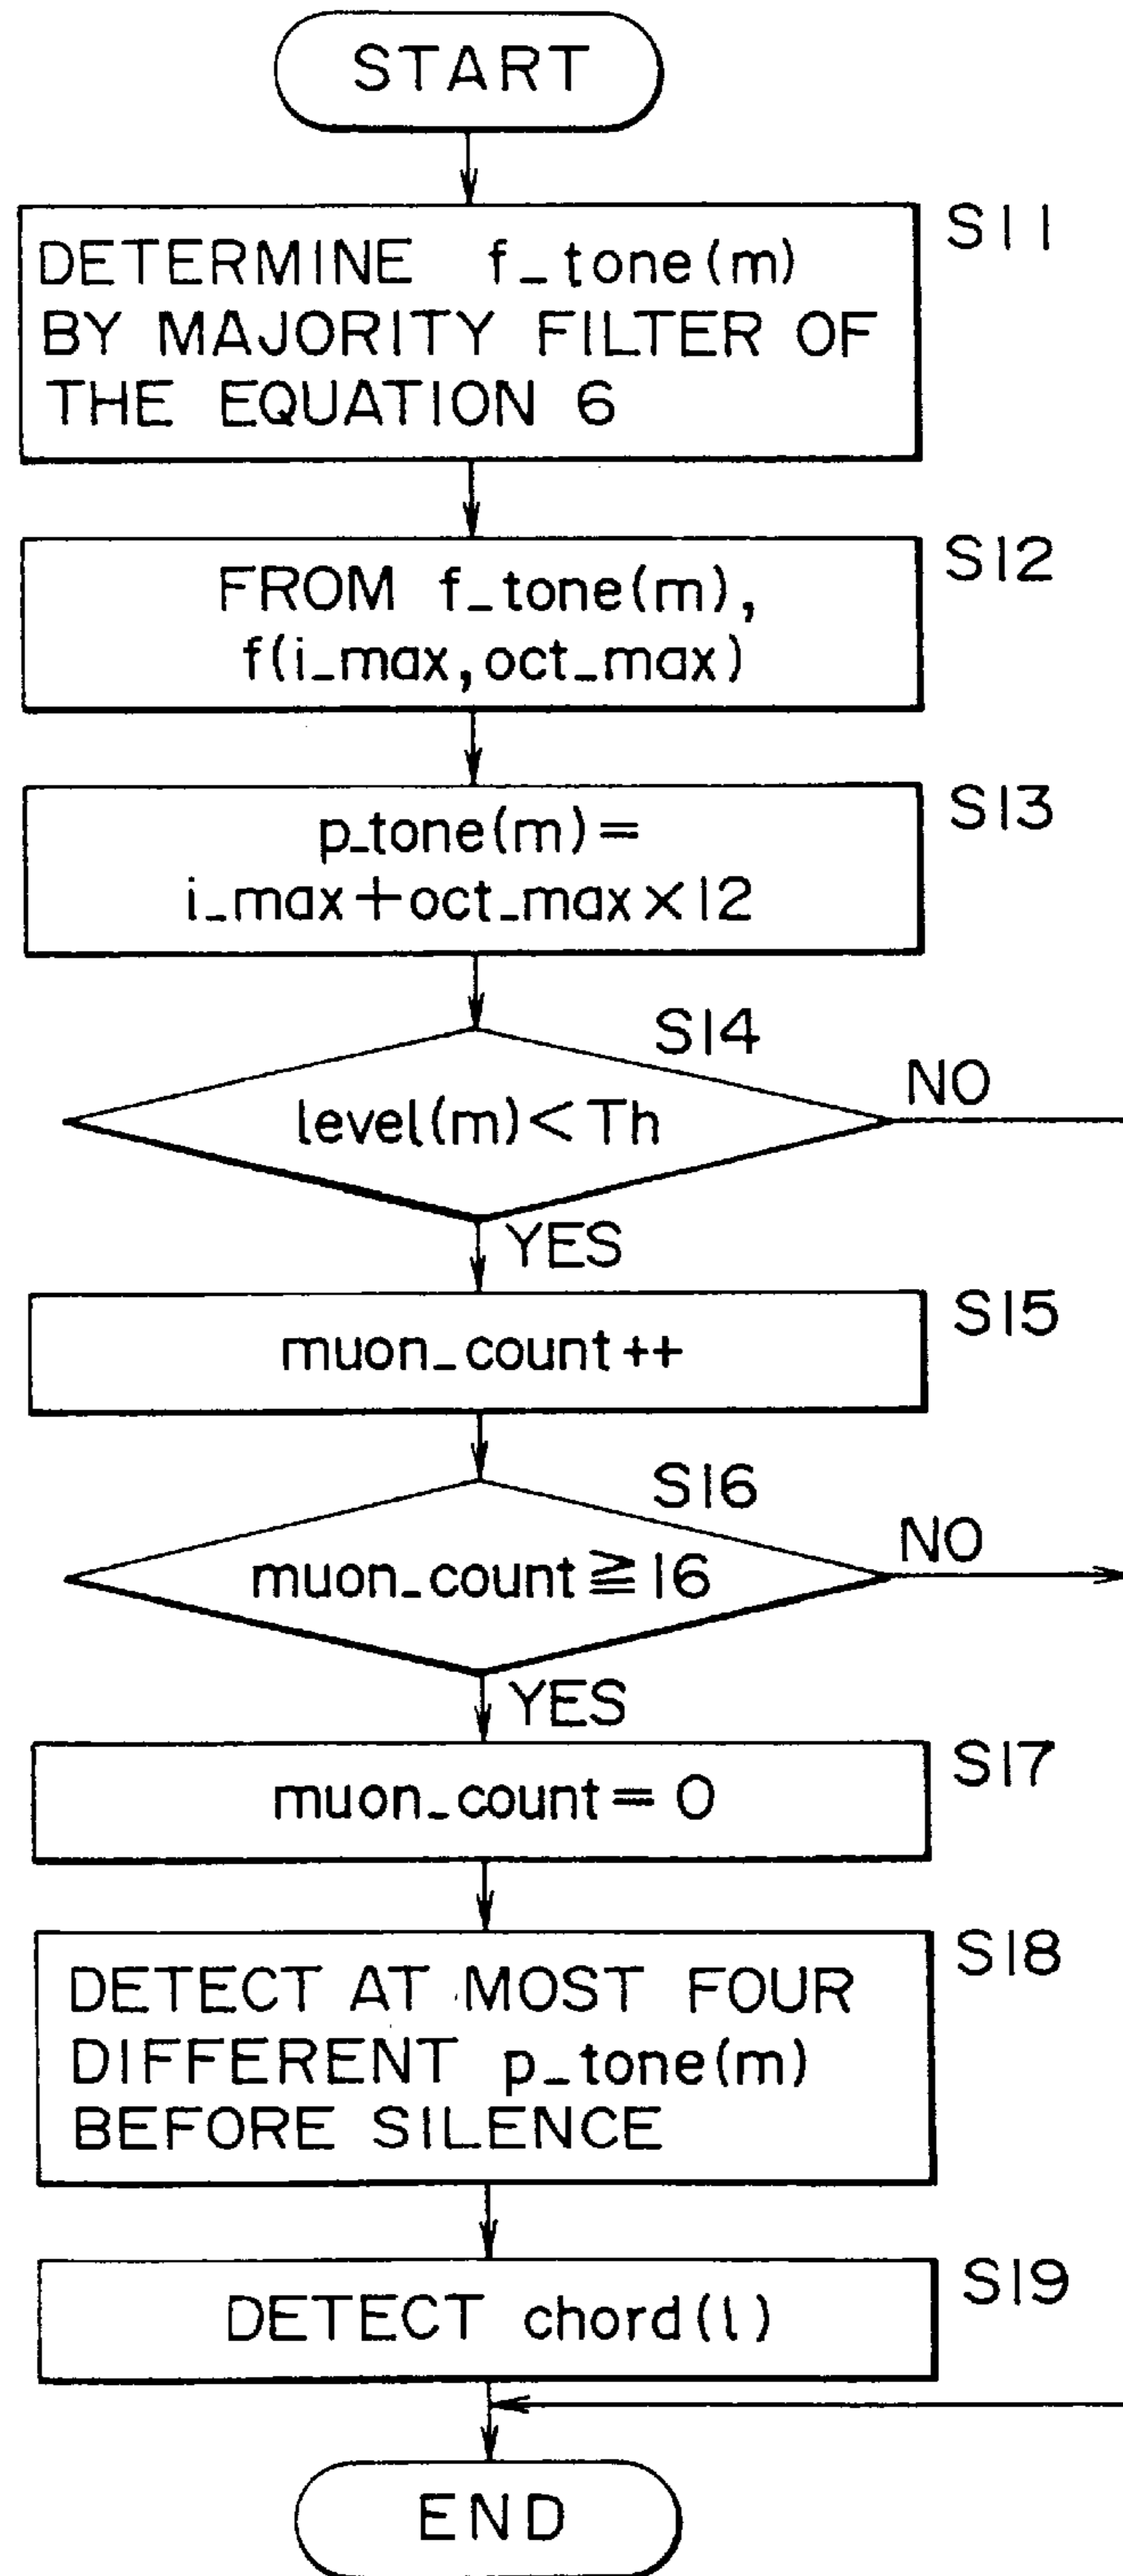 START
S11
DETERMINE f_tone(m)
BY MAJORITY FILTER OF
THE EQUATION 6
S12
FROM f_tone(m),
f(i_max,oct_max)
S13
p_tone(m)=
i_max+oct_max×12
S14
level(m)<Th
NO
YES
S15
muon_count++
S16
muon_count≧16
NO
YES
S17
muon_count=0
S18
DETECT AT MOST FOUR
DIFFERENT p_tone(m)
BEFORE SILENCE
S19
DETECT chord(l)
END